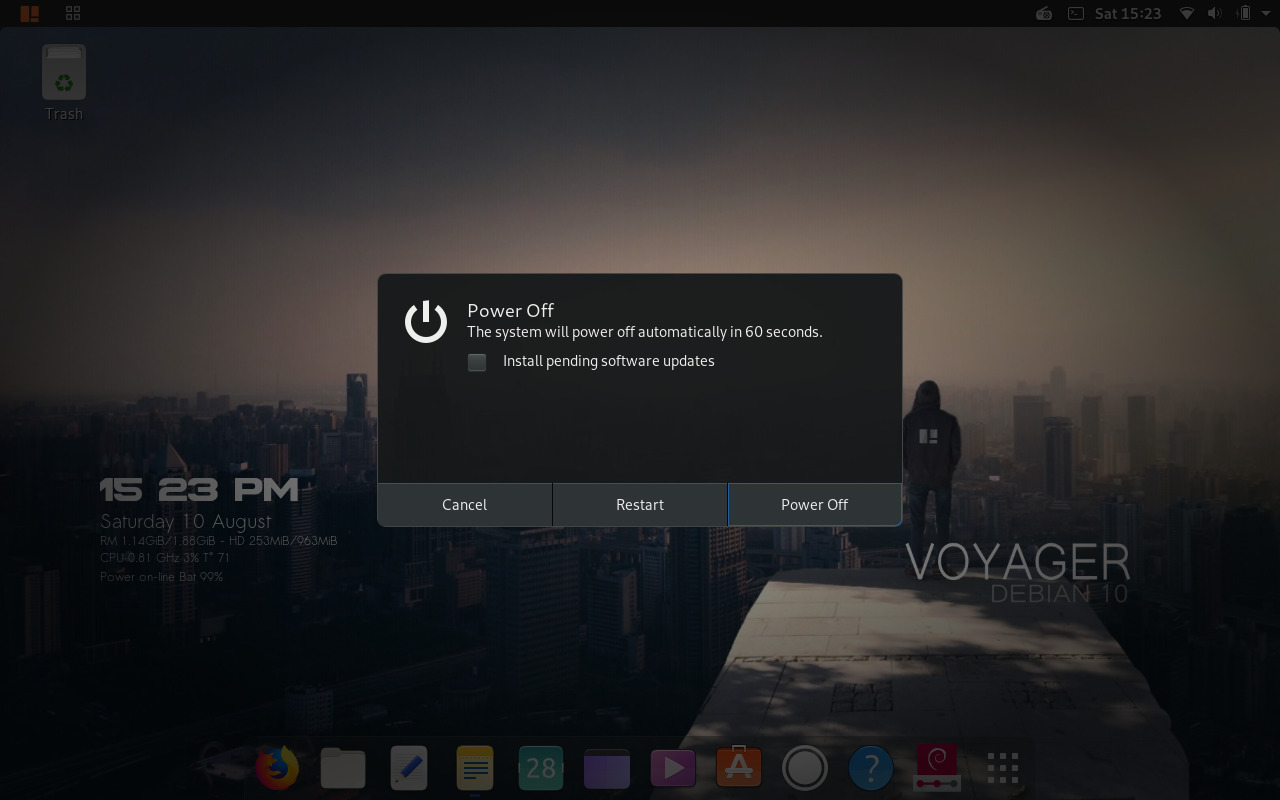 Sat 15:23
Trash
Power Off
The system will power off automatically in 60 seconds.
Install pending software updates
Cancel
Restart
Power Off
15 23 PM
Saturday 10 August
RM 1.14GiB/1.88GiB - HD 253MiB/963MiB
CPU 0.81 GHz 3% T° 71
Power on-line Bat 99%
VOYAGER
DEBIAN 10
28
?